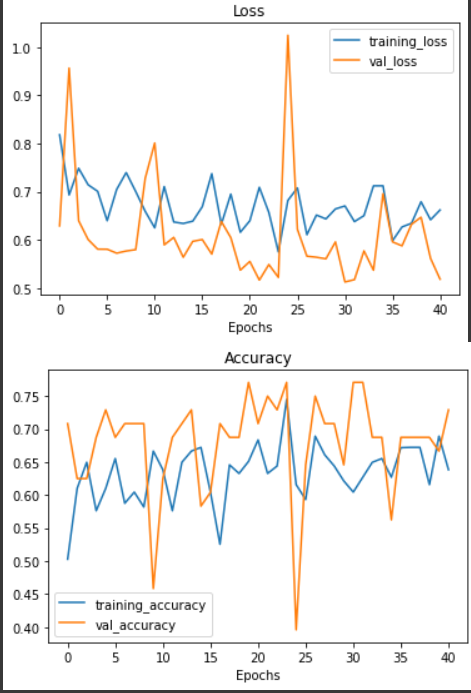 Loss
training_loss
val_loss
1.0
0.9
0.8
0.7
0.6
0.5
0 5 10 15 20 25 30 35 40
Epochs
Accuracy
0.75
0.70
0.65
0.60
0.55
0.50
0.45
0.40
training_accuracy
val_accuracy
0 5 10 15 20 25 30 35 40
Epochs